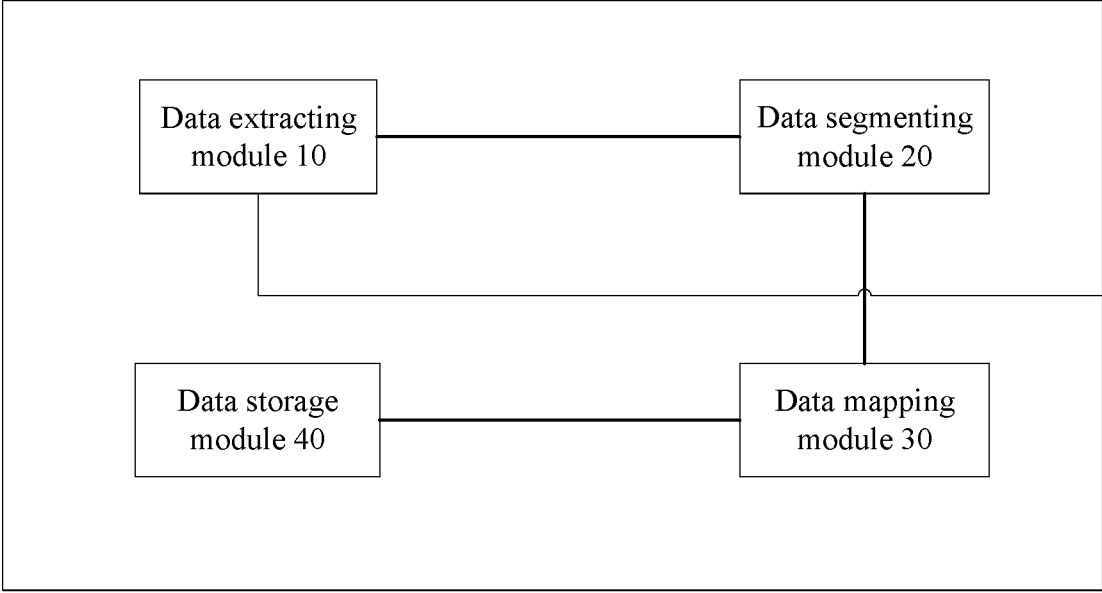 Data extracting
module 10
Data segmenting
module 20
Data storage
module 40
Data mapping
module 30